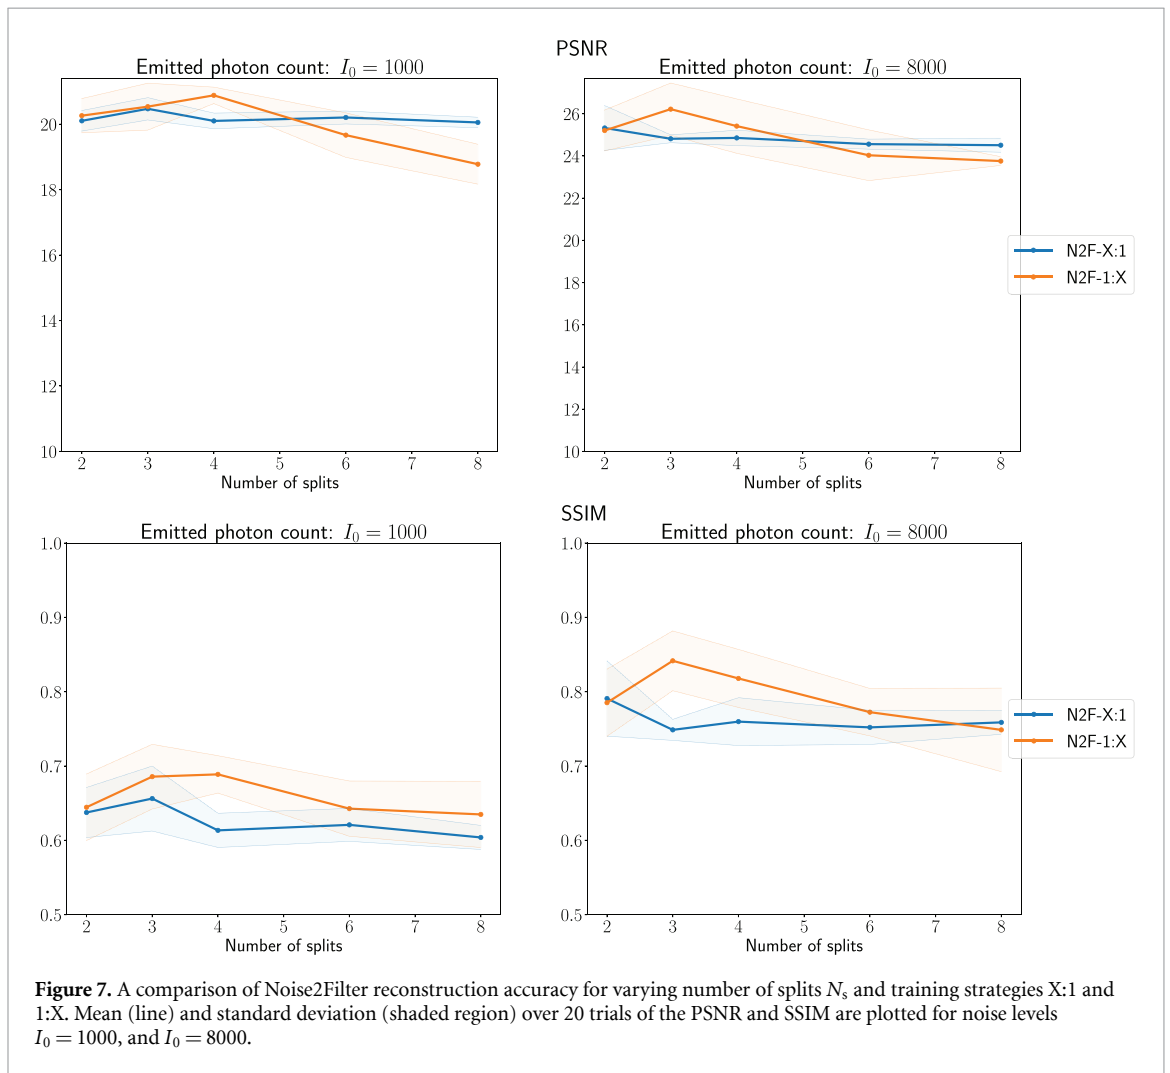 PSNR
Emitted photon count: I₀ = 1000
20
18
16
14
12
10
2 3 4 5 6 7 8
Number of splits
Emitted photon count: I₀ = 8000
26
24
22
20
18
16
14
12
10
2 3 4 5 6 7 8
Number of splits
N2F-X:1
N2F-1:X
SSIM
Emitted photon count: I₀ = 1000
1.0
0.9
0.8
0.7
0.6
0.5
2 3 4 5 6 7 8
Number of splits
Emitted photon count: I₀ = 8000
1.0
0.9
0.8
0.7
0.6
0.5
2 3 4 5 6 7 8
Number of splits
N2F-X:1
N2F-1:X
Figure 7. A comparison of Noise2Filter reconstruction accuracy for varying number of splits Nₛ and training strategies X:1 and
1:X. Mean (line) and standard deviation (shaded region) over 20 trials of the PSNR and SSIM are plotted for noise levels
I₀ = 1000, and I₀ = 8000.